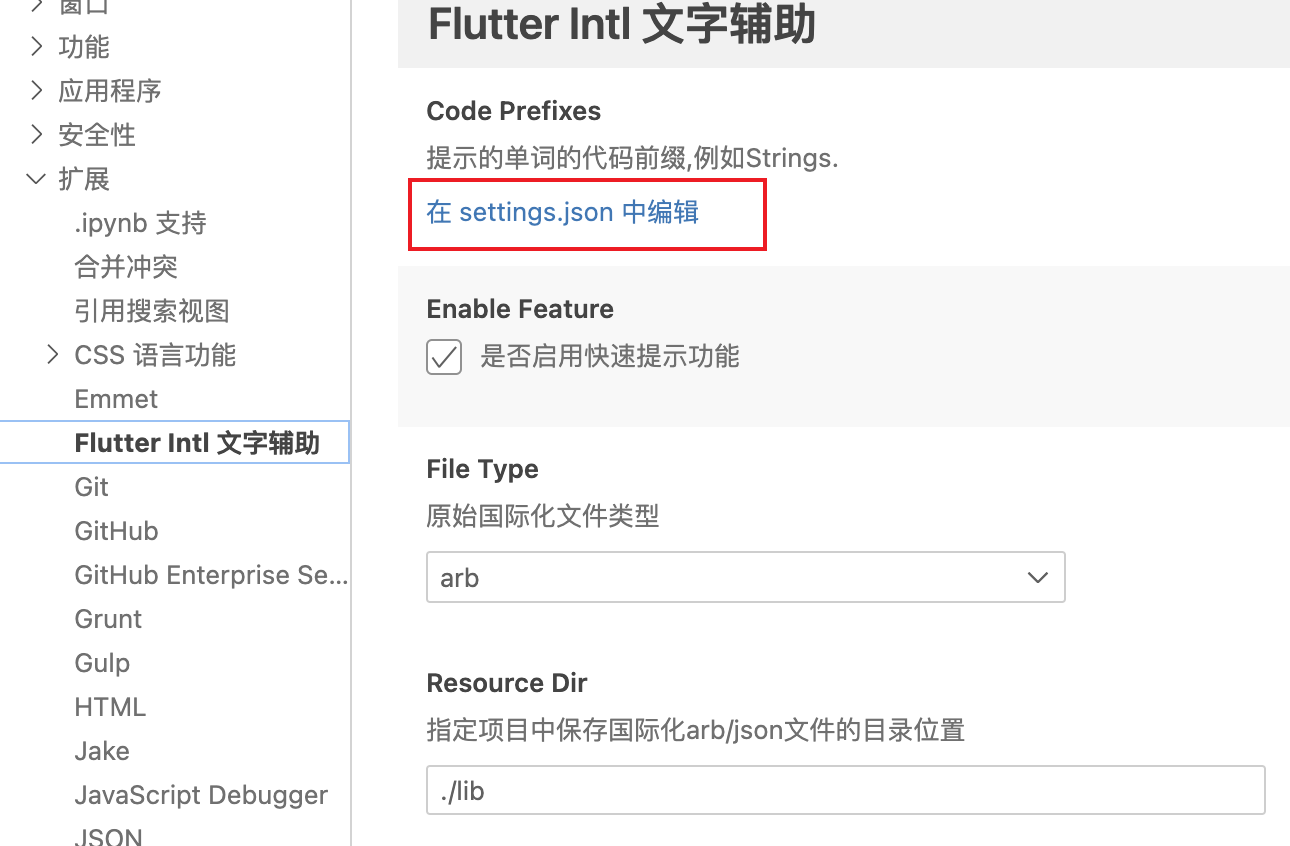 窗口
功能
应用程序
安全性
扩展
.ipynb 支持
合并冲突
引用搜索视图
CSS 语言功能
Emmet
Flutter Intl 文字辅助
Git
GitHub
GitHub Enterprise Se...
Grunt
Gulp
HTML
Jake
JavaScript Debugger
JSON
Flutter Intl 文字辅助
Code Prefixes
提示的单词的代码前缀,例如Strings.
在 settings.json 中编辑
Enable Feature
是否启用快速提示功能
File Type
原始国际化文件类型
arb
Resource Dir
指定项目中保存国际化arb/json文件的目录位置
./lib